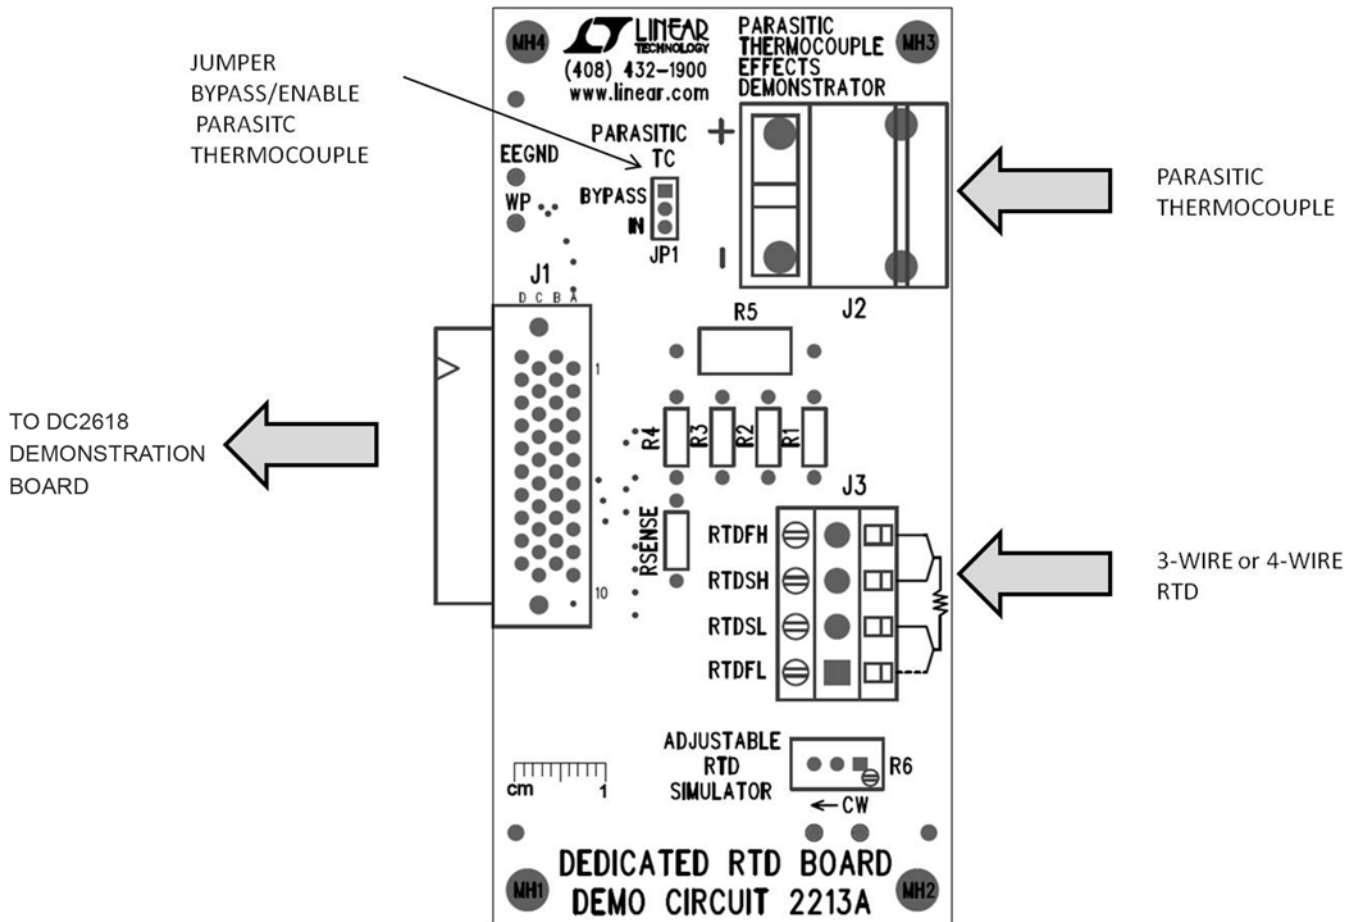 JUMPER
BYPASS/ENABLE
PARASITC
THERMOCOUPLE
MH4
LINEAR
TECHNOLOGY
(408) 432-1900
www.linear.com
PARASITIC
THERMOCOUPLE
EFFECTS
DEMONSTRATOR
MH3
PARASITIC
TC
BYPASS
IN
JP1
+
-
J2
EEGND
WP
PARASITIC
THERMOCOUPLE
J1
D C B A
1
10
R5
R4
R3
R2
R1
RSENSE
TO DC2618
DEMONSTRATION
BOARD
J3
RTDFH
RTDSH
RTDSL
RTDFL
3-WIRE or 4-WIRE
RTD
ADJUSTABLE
RTD
SIMULATOR
R6
← CW
cm 1
DEDICATED RTD BOARD
DEMO CIRCUIT 2213A
MH1
MH2